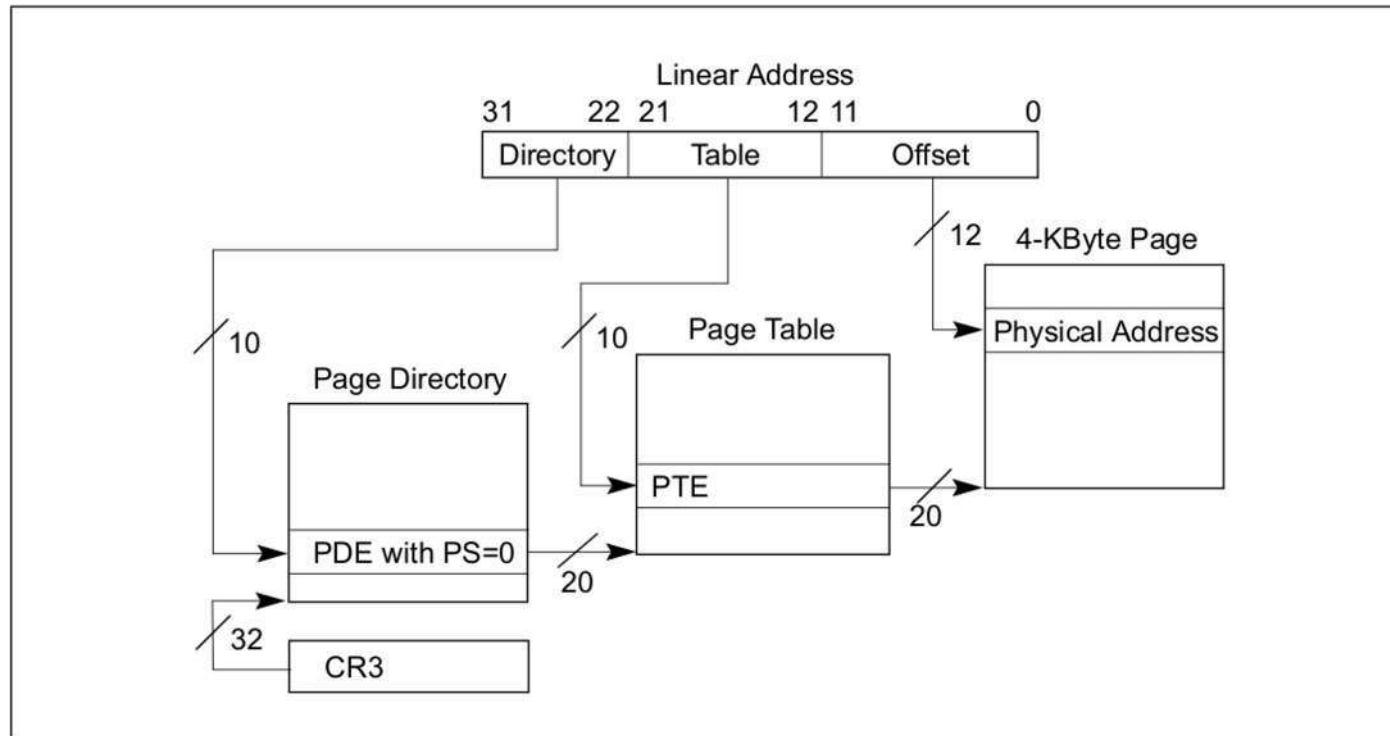 Linear Address
31 22 21 12 11 0
Directory Table Offset
12
4-KByte Page
Physical Address
10
10
Page Table
Page Directory
PTE
20
PDE with PS=0
20
32
CR3